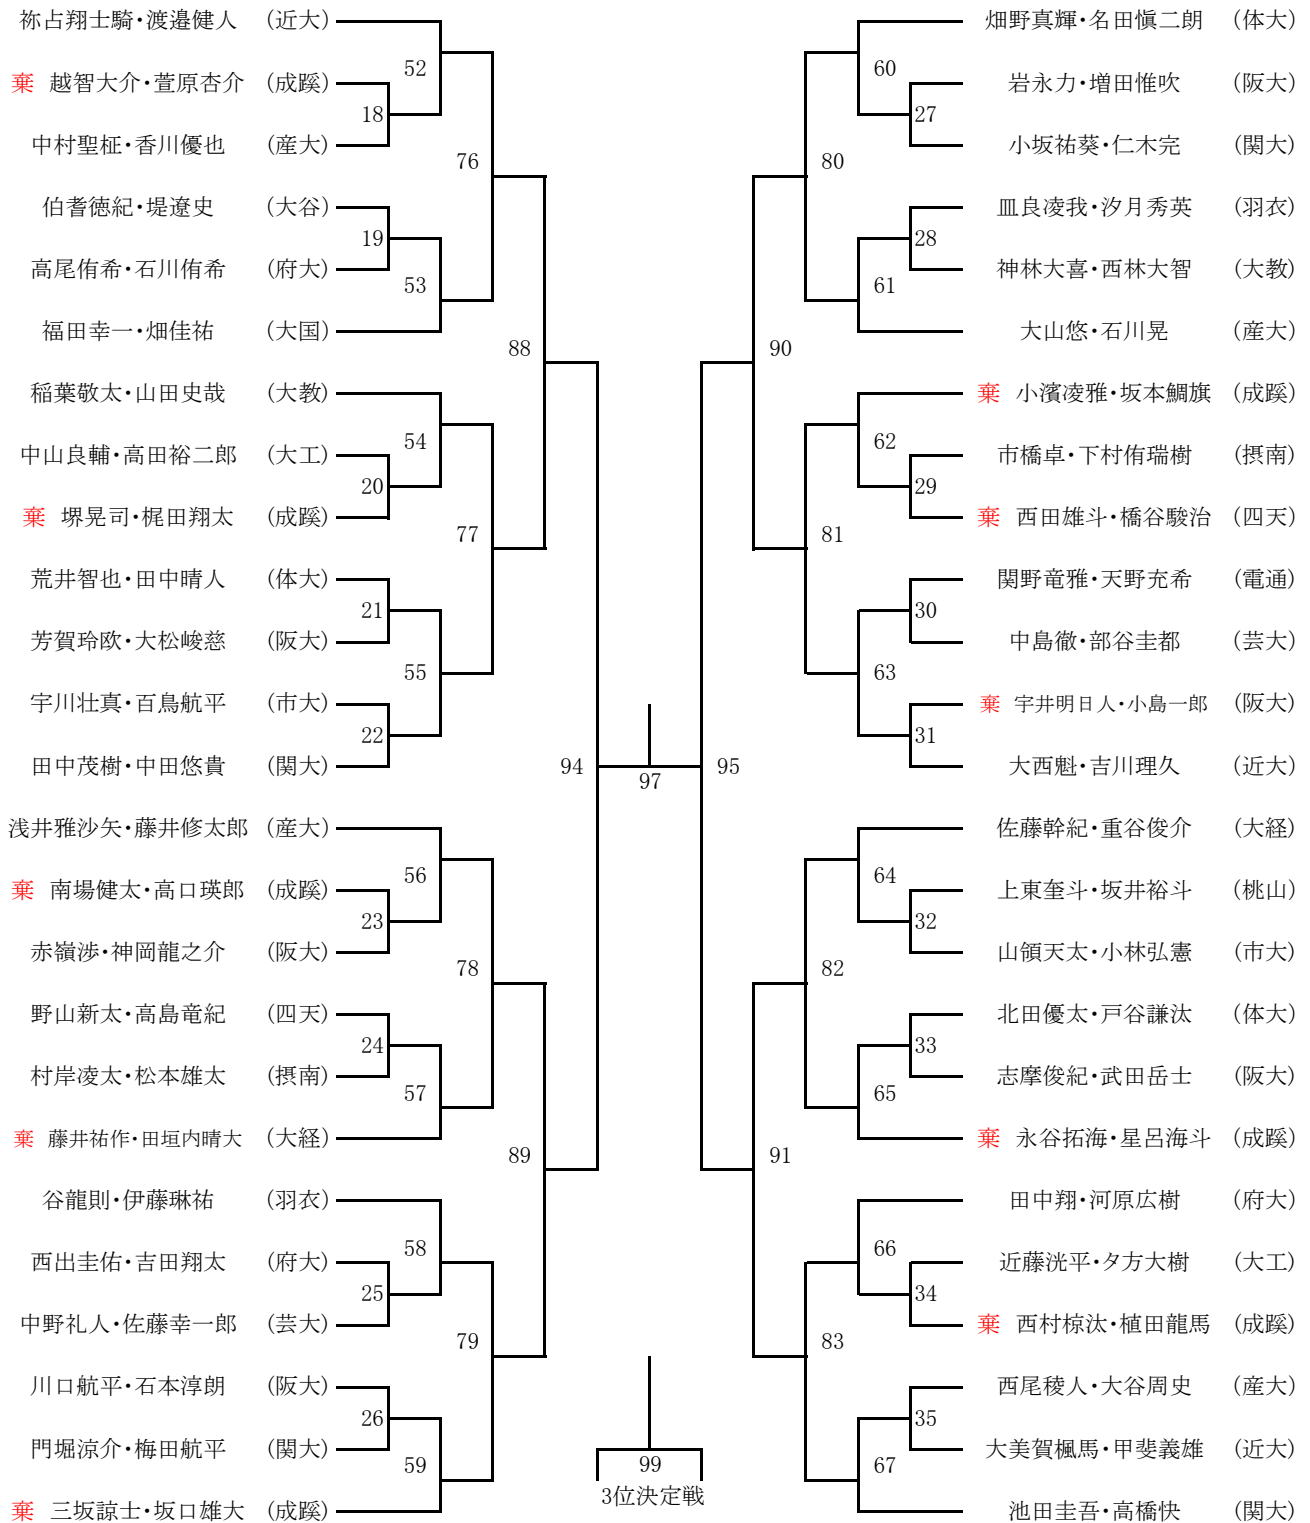 祢占翔士騎・渡邉健人 (近大)
棄 越智大介・萱原杏介 (成蹊)
中村聖柾・香川優也 (産大)
伯耆徳紀・堤遼史 (大谷)
高尾侑希・石川侑希 (府大)
福田幸一・畑佳祐 (大国)
稲葉敬太・山田史哉 (大教)
中山良輔・高田裕二郎 (大工)
棄 堺晃司・梶田翔太 (成蹊)
荒井智也・田中晴人 (体大)
芳賀玲欧・大松峻慈 (阪大)
宇川壮真・百鳥航平 (市大)
田中茂樹・中田悠貴 (関大)
浅井雅沙矢・藤井修太郎 (産大)
棄 南場健太・高口瑛郎 (成蹊)
赤嶺渉・神岡龍之介 (阪大)
野山新太・高島竜紀 (四天)
村岸凌太・松本雄太 (摂南)
棄 藤井祐作・田垣内晴大 (大経)
谷龍則・伊藤琳祐 (羽衣)
西出圭佑・吉田翔太 (府大)
中野礼人・佐藤幸一郎 (芸大)
川口航平・石本淳朗 (阪大)
門堀涼介・梅田航平 (関大)
棄 三坂諒士・坂口雄大 (成蹊)
18
19
20
21
22
23
24
25
26
52
53
54
55
56
57
58
59
76
77
78
79
88
89
94
97
99
3位決定戦
95
90
91
80
81
82
83
60
61
62
63
64
65
66
67
27
28
29
30
31
32
33
34
35
畑野真輝・名田愼二朗 (体大)
岩永力・増田惟吹 (阪大)
小坂祐葵・仁木完 (関大)
皿良凌我・汐月秀英 (羽衣)
神林大喜・西林大智 (大教)
大山悠・石川晃 (産大)
棄 小濱凌雅・坂本鯛旗 (成蹊)
市橋卓・下村侑瑞樹 (摂南)
棄 西田雄斗・橋谷駿治 (四天)
関野竜雅・天野充希 (電通)
中島徹・部谷圭都 (芸大)
棄 宇井明日人・小島一郎 (阪大)
大西魁・吉川理久 (近大)
佐藤幹紀・重谷俊介 (大経)
上東奎斗・坂井裕斗 (桃山)
山領天太・小林弘憲 (市大)
北田優太・戸谷謙汰 (体大)
志摩俊紀・武田岳士 (阪大)
棄 永谷拓海・星呂海斗 (成蹊)
田中翔・河原広樹 (府大)
近藤洸平・夕方大樹 (大工)
棄 西村椋汰・植田龍馬 (成蹊)
西尾稜人・大谷周史 (産大)
大美賀楓馬・甲斐義雄 (近大)
池田圭吾・高橋快 (関大)